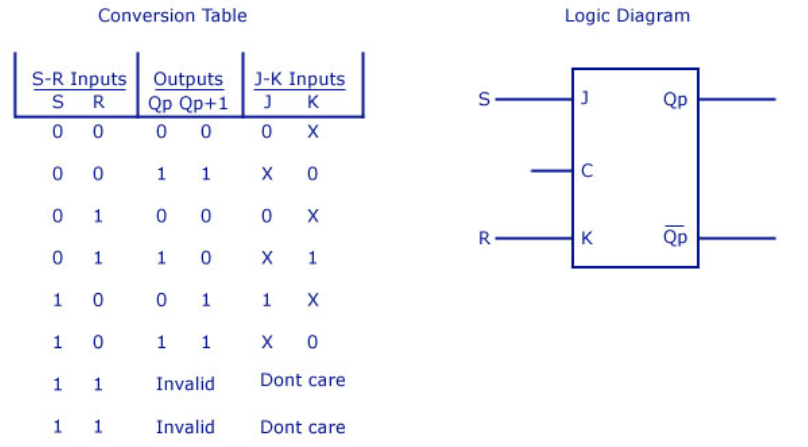 Conversion Table
S-R Inputs Outputs J-K Inputs
S R Qp Qp+1 J K
0 0 0 0 0 X
0 0 1 1 X 0
0 1 0 0 0 X
0 1 1 0 X 1
1 0 0 1 1 X
1 0 1 1 X 0
1 1 Invalid Dont care
1 1 Invalid Dont care
Logic Diagram
S J Qp
C
R K Q̅p̅